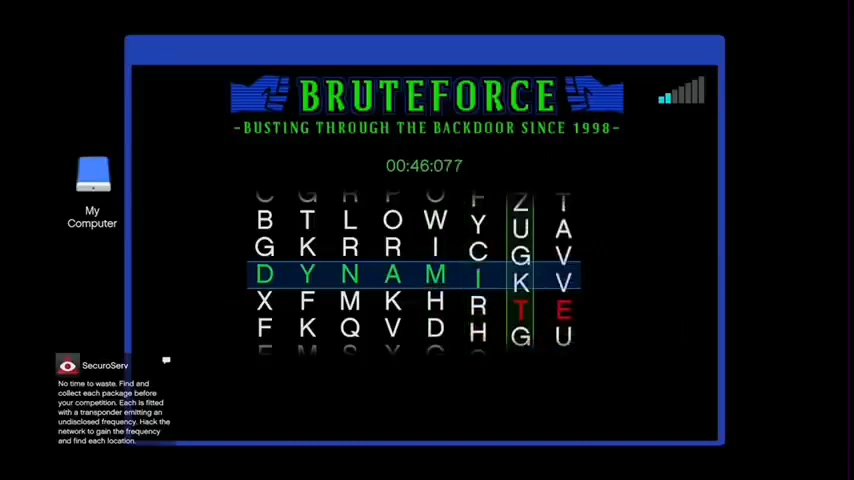 BRUTEFORCE
-BUSTING THROUGH THE BACKDOOR SINCE 1998-
00:46:077
B T L O W Y U A
G K R R I C G V
D Y N A M I K V
X F M K H R T E
F K Q V D H G U
My
Computer
SecuroServ
No time to waste. Find and
collect each package before
your competition. Each is fitted
with a transponder emitting an
undisclosed frequency. Hack the
network to gain the frequency
and find each location.